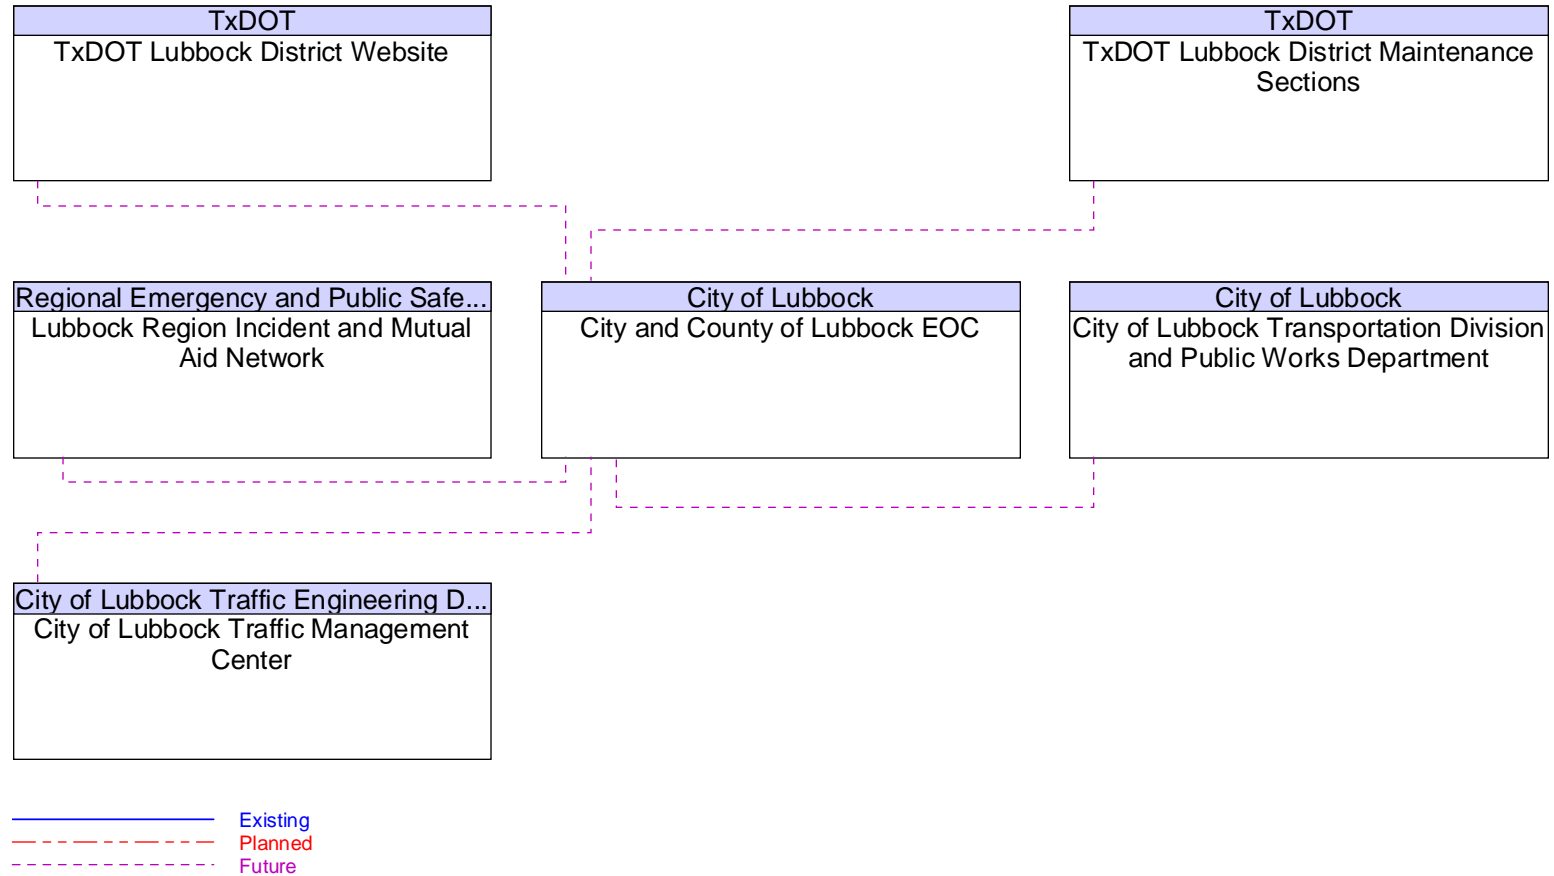 TxDOT
TxDOT Lubbock District Website
TxDOT
TxDOT Lubbock District Maintenance
Sections
Regional Emergency and Public Safe...
Lubbock Region Incident and Mutual
Aid Network
City of Lubbock
City and County of Lubbock EOC
City of Lubbock
City of Lubbock Transportation Division
and Public Works Department
City of Lubbock Traffic Engineering D...
City of Lubbock Traffic Management
Center
Existing
Planned
Future